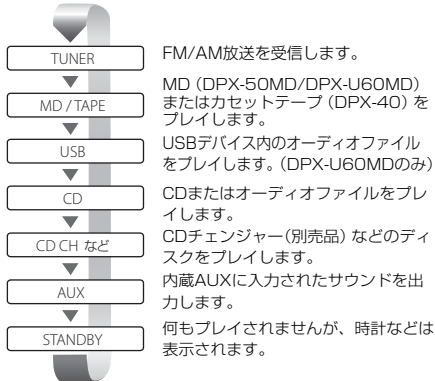 TUNER
FM/AM放送を受信します。
MD / TAPE
MD（DPX-50MD/DPX-U60MD）
またはカセットテープ（DPX-40）を
プレイします。
USB
USBデバイス内のオーディオファイル
をプレイします。（DPX-U60MDのみ）
CD
CDまたはオーディオファイルをプレ
イします。
CD CH など
CDチェンジャー（別売品）などのディ
スクをプレイします。
AUX
内蔵AUXに入力されたサウンドを出
力します。
STANDBY
何もプレイされませんが、時計などは
表示されます。